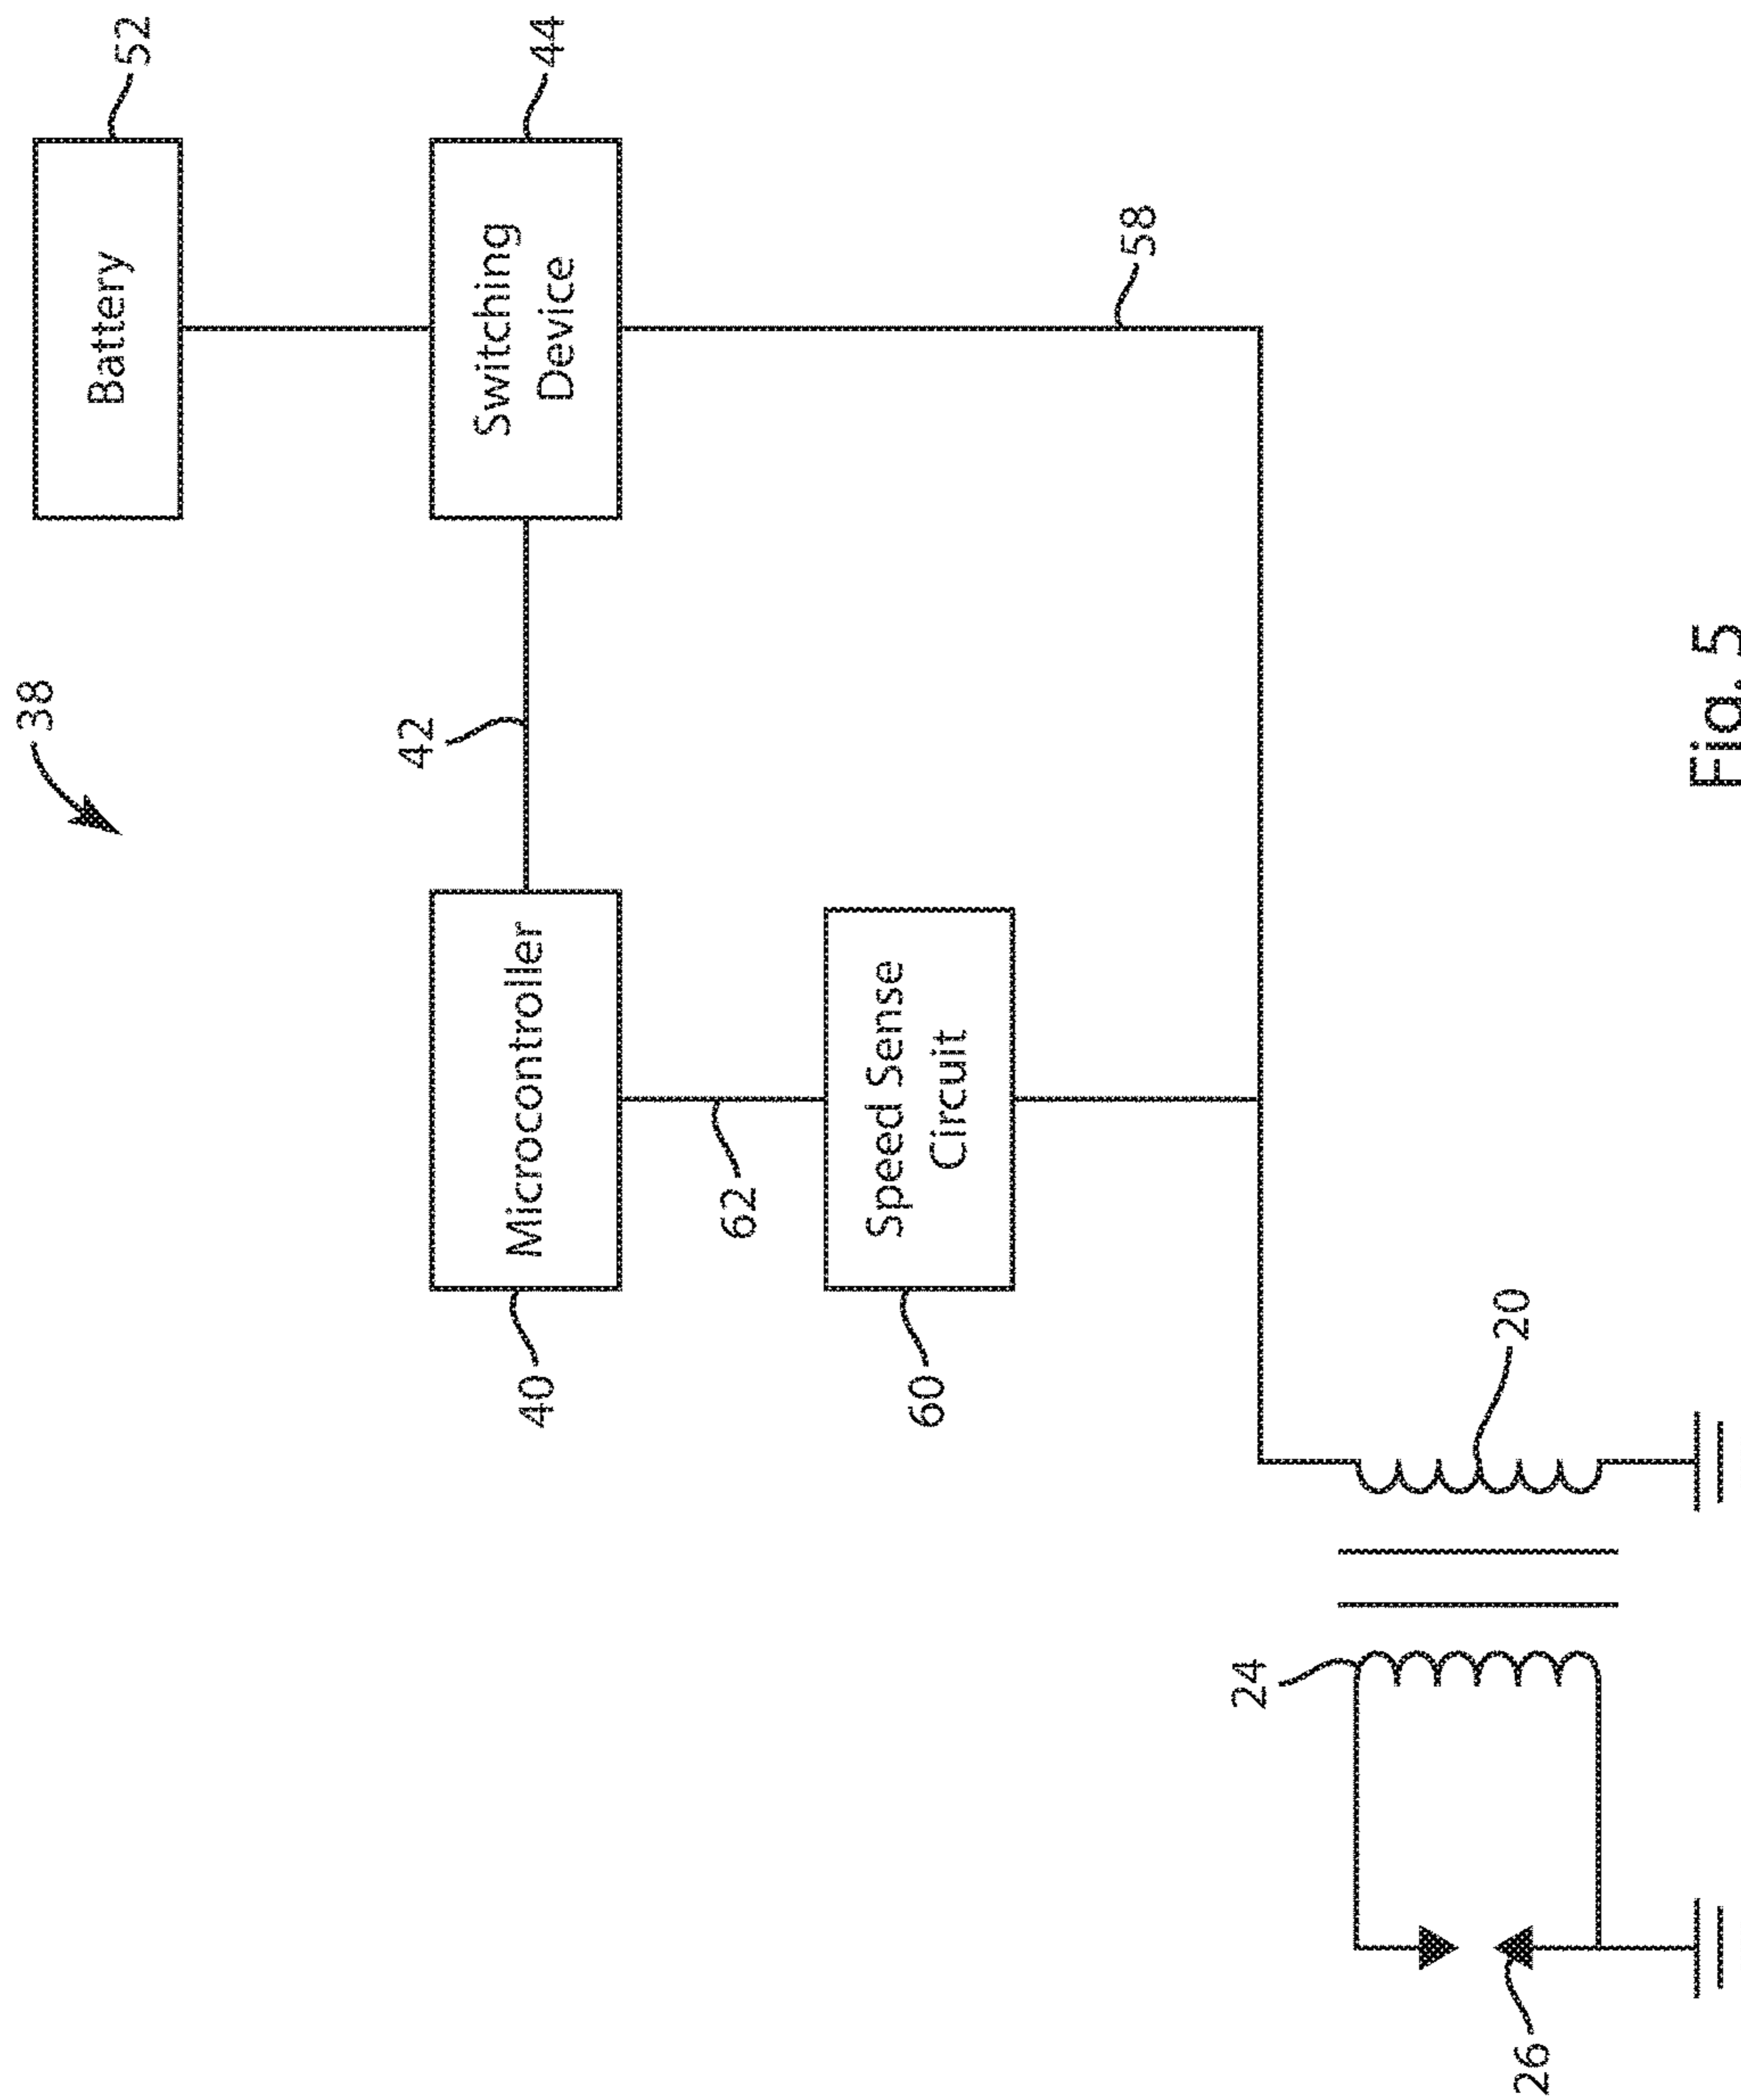 38
Battery
52
42
40
Microcontroller
Switching
Device
44
62
60
Speed Sense
Circuit
58
24
20
26
Fig. 5